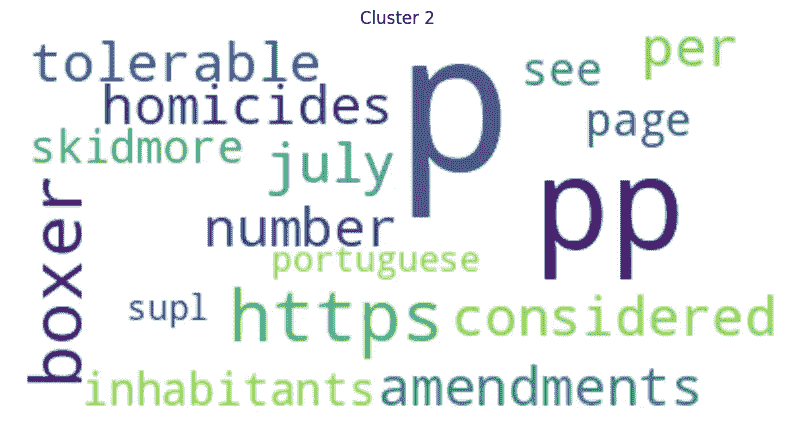 Cluster 2
tolerable
p
see
per
homicides
page
skidmore
july
pp
boxer
number
portuguese
supl
https
considered
inhabitants
amendments